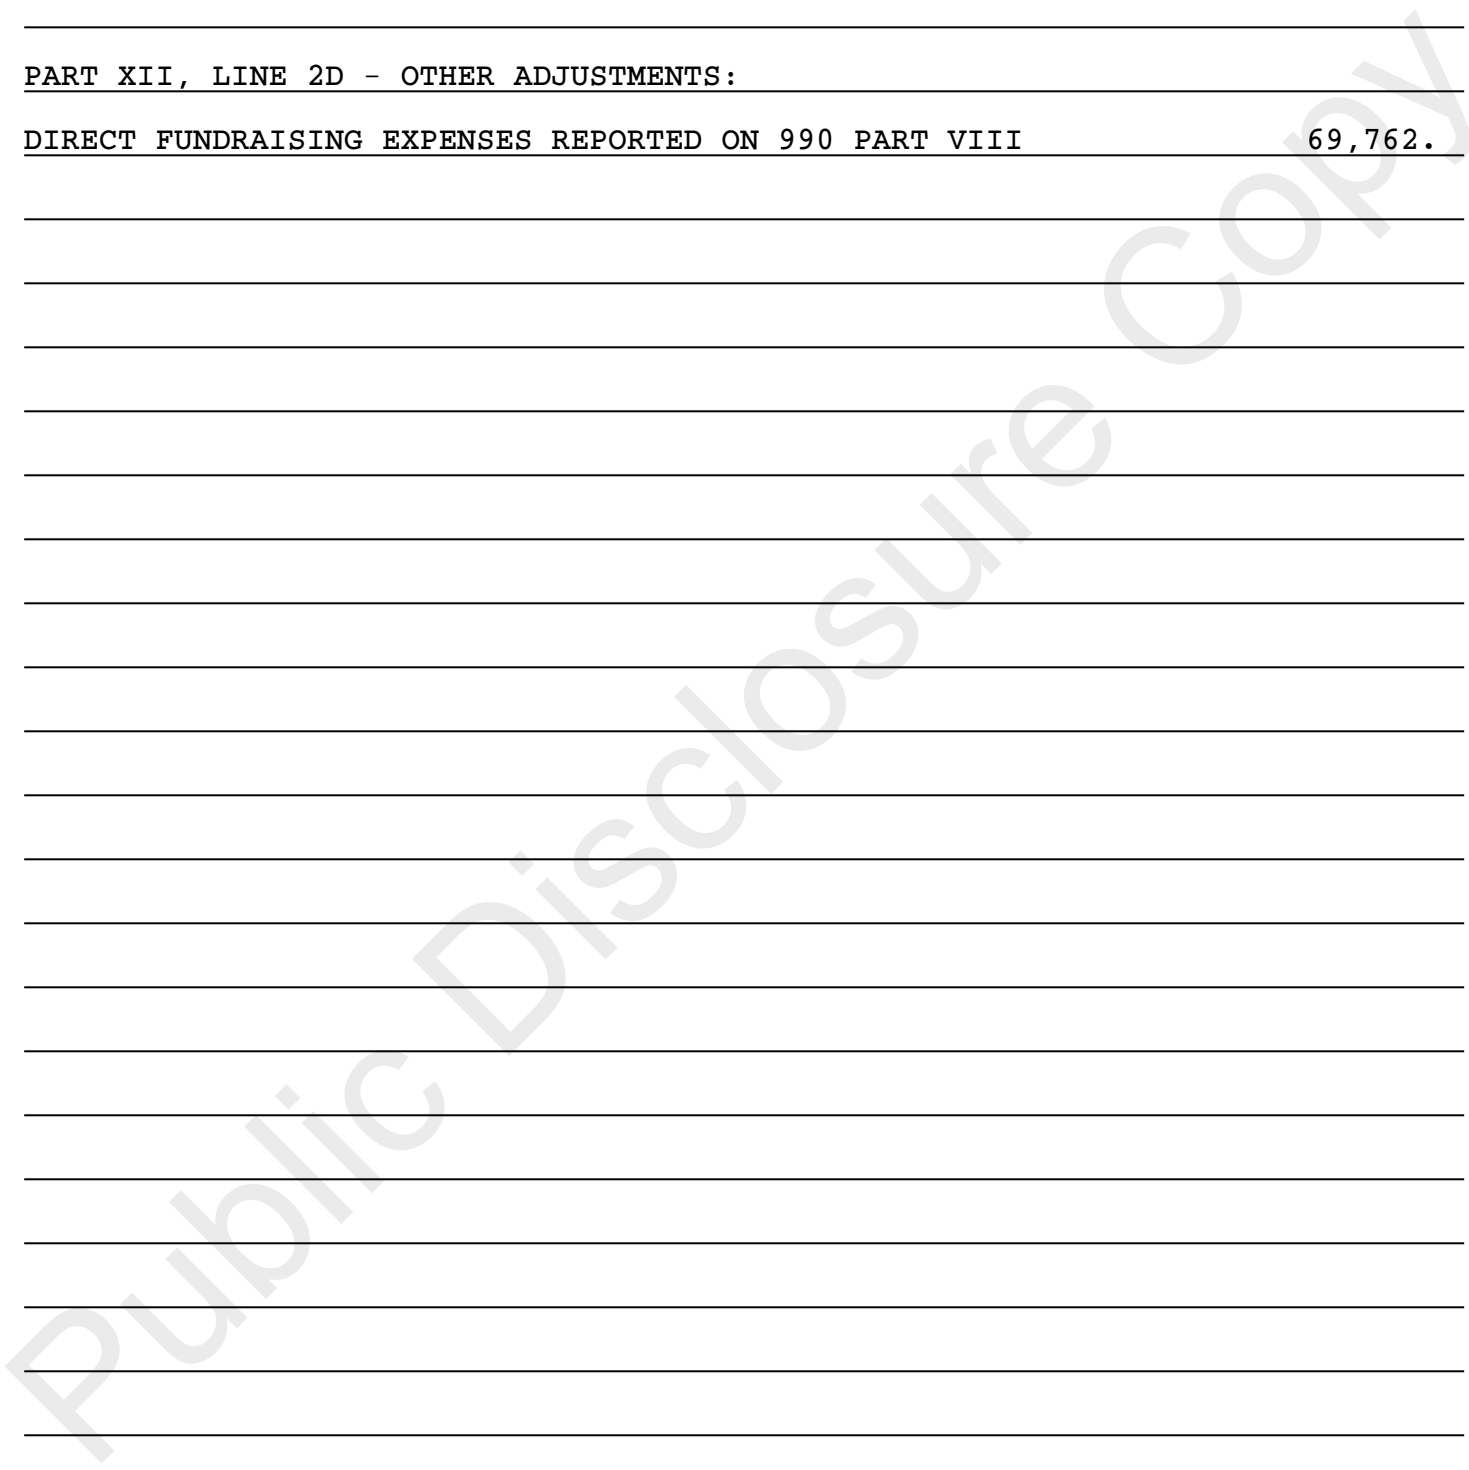 PART XII, LINE 2D - OTHER ADJUSTMENTS:
DIRECT FUNDRAISING EXPENSES REPORTED ON 990 PART VIII 69,762.
Public Disclosure Copy